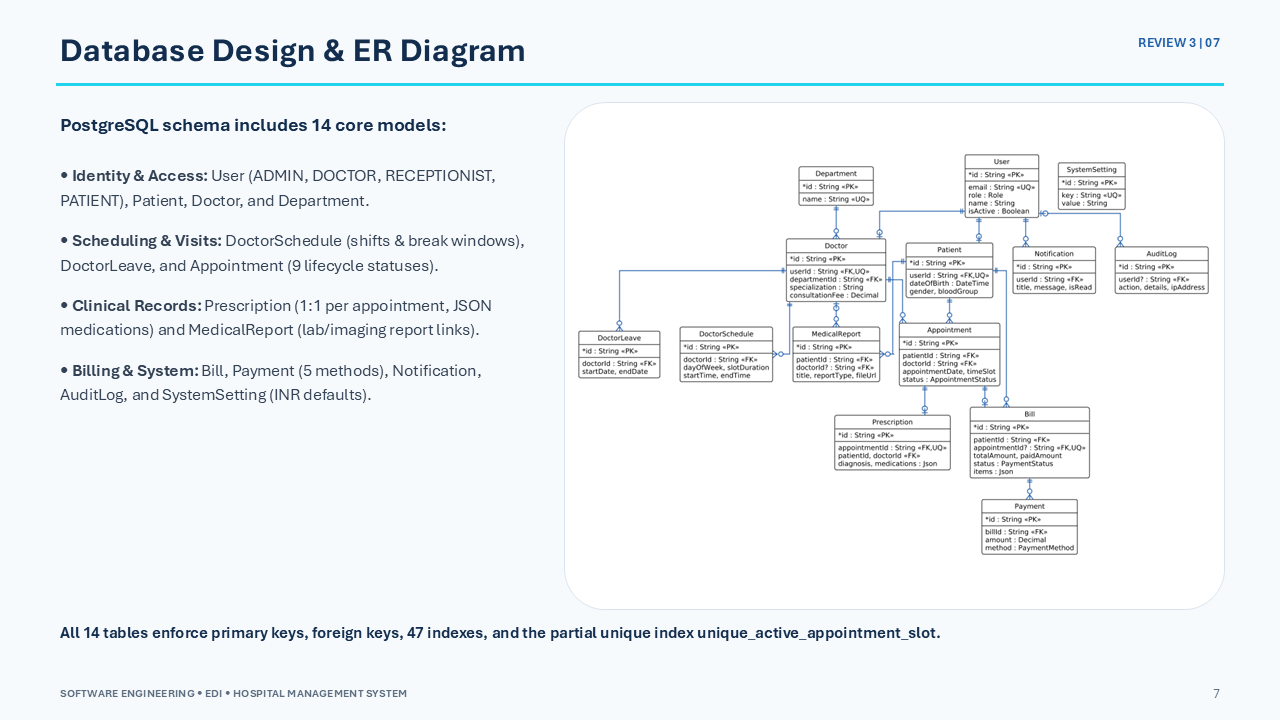 Database Design & ER Diagram
REVIEW 3 | 07
PostgreSQL schema includes 14 core models:
• Identity & Access: User (ADMIN, DOCTOR, RECEPTIONIST,
PATIENT), Patient, Doctor, and Department.
• Scheduling & Visits: DoctorSchedule (shifts & break windows),
DoctorLeave, and Appointment (9 lifecycle statuses).
• Clinical Records: Prescription (1:1 per appointment, JSON
medications) and MedicalReport (lab/imaging report links).
• Billing & System: Bill, Payment (5 methods), Notification,
AuditLog, and SystemSetting (INR defaults).
User
*id : String «PK»
email : String «UQ»
role : Role
name : String
isActive : Boolean
Department
*id : String «PK»
name : String «UQ»
SystemSetting
*id : String «PK»
key : String «UQ»
value : String
Doctor
*id : String «PK»
userId : String «FK,UQ»
departmentId : String «FK»
specialization : String
consultationFee : Decimal
Patient
*id : String «PK»
userId : String «FK,UQ»
dateOfBirth : DateTime
gender, bloodGroup
Notification
*id : String «PK»
userId : String «FK»
title, message, isRead
AuditLog
*id : String «PK»
userId? : String «FK»
action, details, ipAddress
DoctorLeave
*id : String «PK»
doctorId : String «FK»
startDate, endDate
DoctorSchedule
*id : String «PK»
doctorId : String «FK»
dayOfWeek, slotDuration
startTime, endTime
MedicalReport
*id : String «PK»
patientId : String «FK»
doctorId? : String «FK»
title, reportType, fileUrl
Appointment
*id : String «PK»
patientId : String «FK»
doctorId : String «FK»
appointmentDate, timeSlot
status : AppointmentStatus
Prescription
*id : String «PK»
appointmentId : String «FK,UQ»
patientId, doctorId «FK»
diagnosis, medications : Json
Bill
*id : String «PK»
patientId : String «FK»
appointmentId? : String «FK,UQ»
totalAmount, paidAmount
status : PaymentStatus
items : Json
Payment
*id : String «PK»
billId : String «FK»
amount : Decimal
method : PaymentMethod
All 14 tables enforce primary keys, foreign keys, 47 indexes, and the partial unique index unique_active_appointment_slot.
SOFTWARE ENGINEERING • EDI • HOSPITAL MANAGEMENT SYSTEM
7